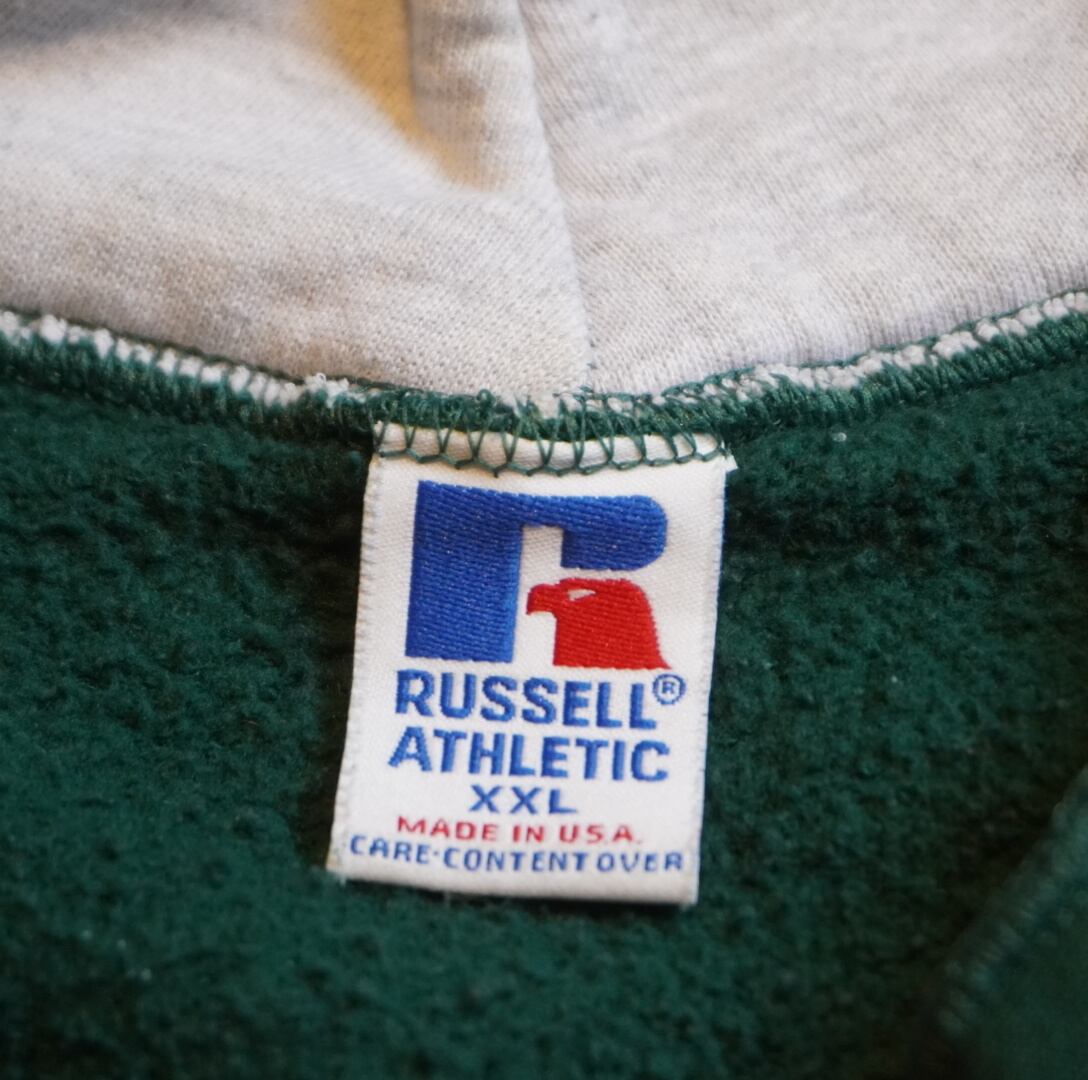 RUSSELL®
ATHLETIC
XXL
MADE IN U.S.A.
CARE·CONTENT OVER